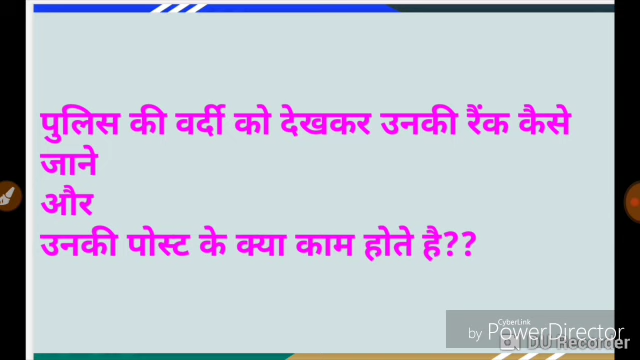 पुलिस की वर्दी को देखकर उनकी रैंक कैसे
जाने
और
उनकी पोस्ट के क्या काम होते है??
CyberLink
by PowerDirector
DU Recorder